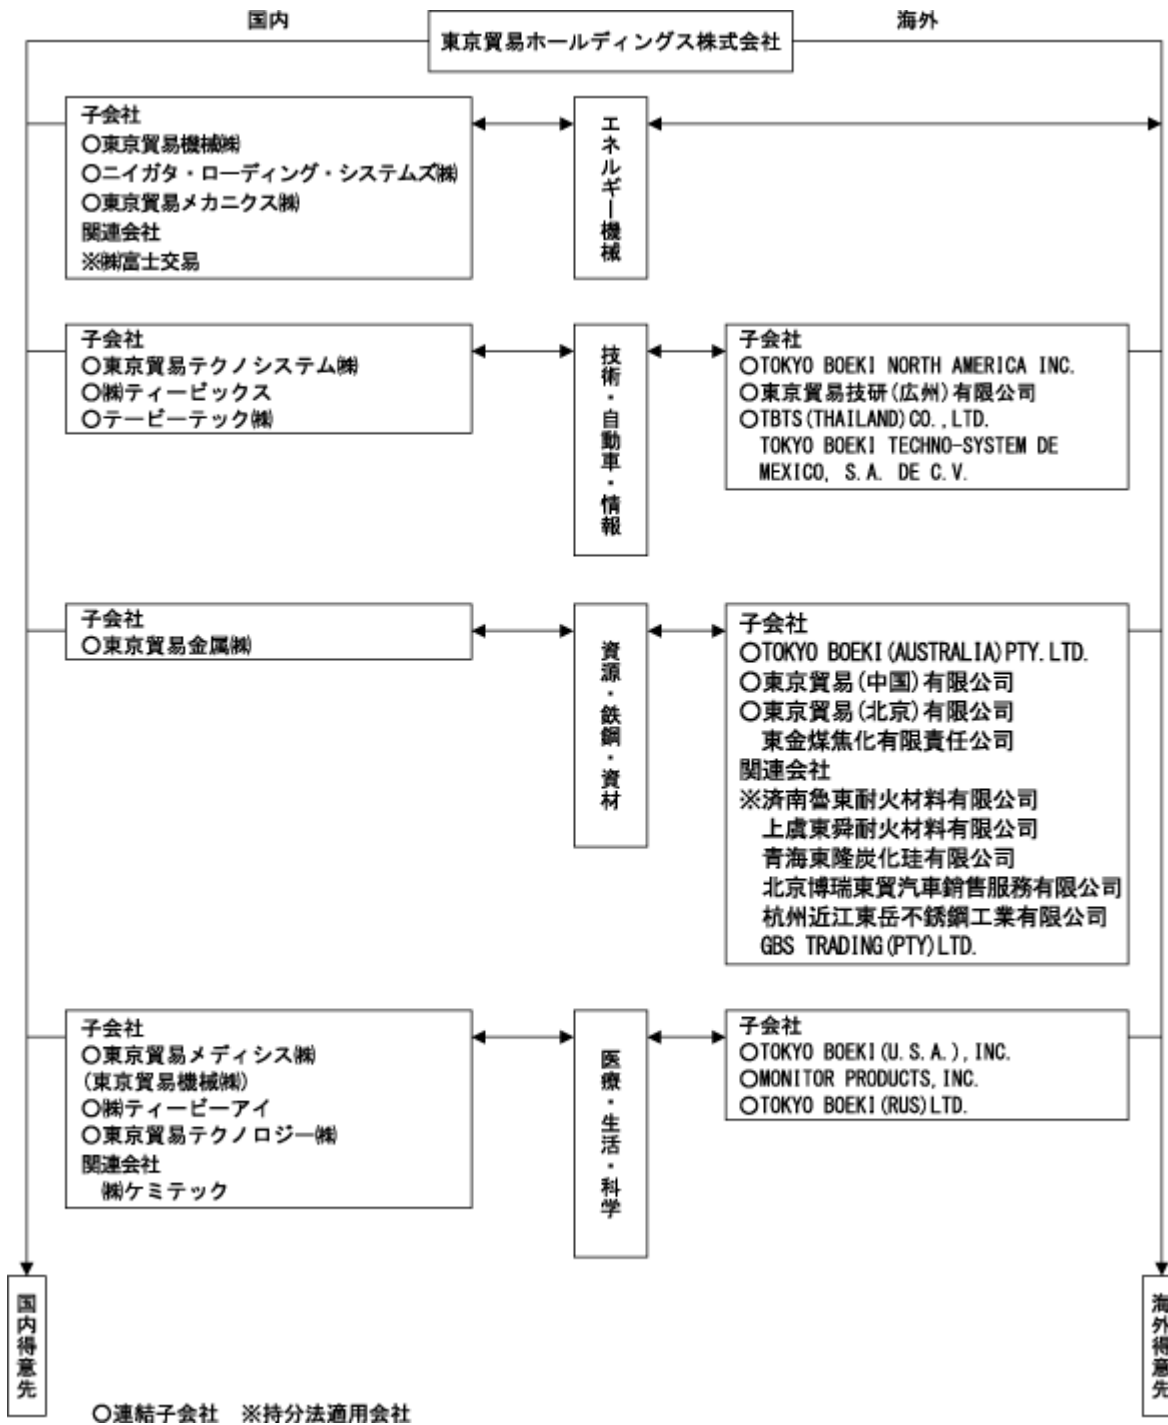 国内
海外
東京貿易ホールディングス株式会社
子会社
○東京貿易機械㈱
○ニイガタ・ローディング・システムズ㈱
○東京貿易メカニクス㈱
関連会社
※㈱富士交易
エネルギー機械
子会社
○東京貿易テクノシステム㈱
○㈱ティービックス
○テービーテック㈱
技術・自動車・情報
子会社
○TOKYO BOEKI NORTH AMERICA INC.
○東京貿易技研(広州)有限公司
○TBTS(THAILAND)CO.,LTD.
TOKYO BOEKI TECHNO-SYSTEM DE
MEXICO, S.A. DE C.V.
子会社
○東京貿易金属㈱
資源・鉄鋼・資材
子会社
○TOKYO BOEKI(AUSTRALIA)PTY.LTD.
○東京貿易(中国)有限公司
○東京貿易(北京)有限公司
東金煤焦化有限責任公司
関連会社
※済南魯東耐火材料有限公司
上虞東舜耐火材料有限公司
青海東隆炭化珪有限公司
北京博瑞東貿汽車銷售服務有限公司
杭州近江東岳不銹鋼工業有限公司
GBS TRADING(PTY)LTD.
子会社
○東京貿易メディシス㈱
(東京貿易機械㈱)
○㈱ティービーアイ
○東京貿易テクノロジー㈱
関連会社
㈱ケミテック
医療・生活・科学
子会社
○TOKYO BOEKI(U.S.A.),INC.
○MONITOR PRODUCTS,INC.
○TOKYO BOEKI(RUS)LTD.
国内得意先
海外得意先
○連結子会社　※持分法適用会社